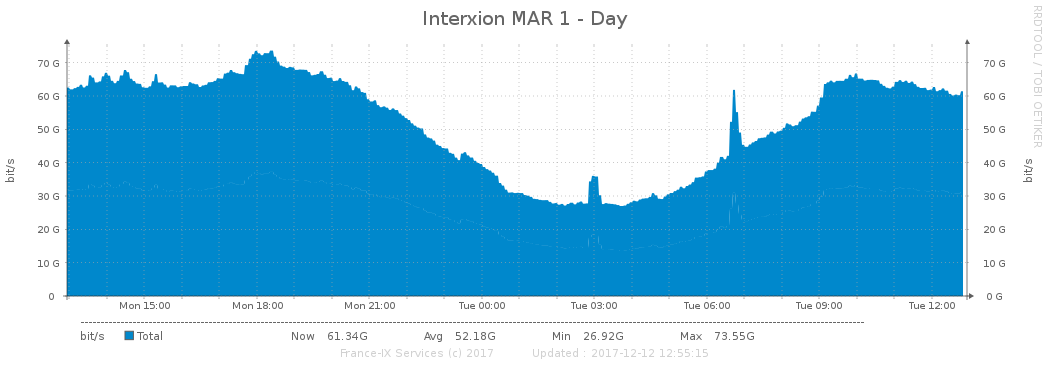 Interxion MAR 1 - Day
RRDTOOL / TOBI OETIKER
bit/s
70 G
60 G
50 G
40 G
30 G
20 G
10 G
0
70 G
60 G
50 G
40 G
30 G
20 G
10 G
0 G
bit/s
Mon 15:00 Mon 18:00 Mon 21:00 Tue 00:00 Tue 03:00 Tue 06:00 Tue 09:00 Tue 12:00
bit/s Total Now 61.34G Avg 52.18G Min 26.92G Max 73.55G
France-IX Services (c) 2017 Updated : 2017-12-12 12:55:15